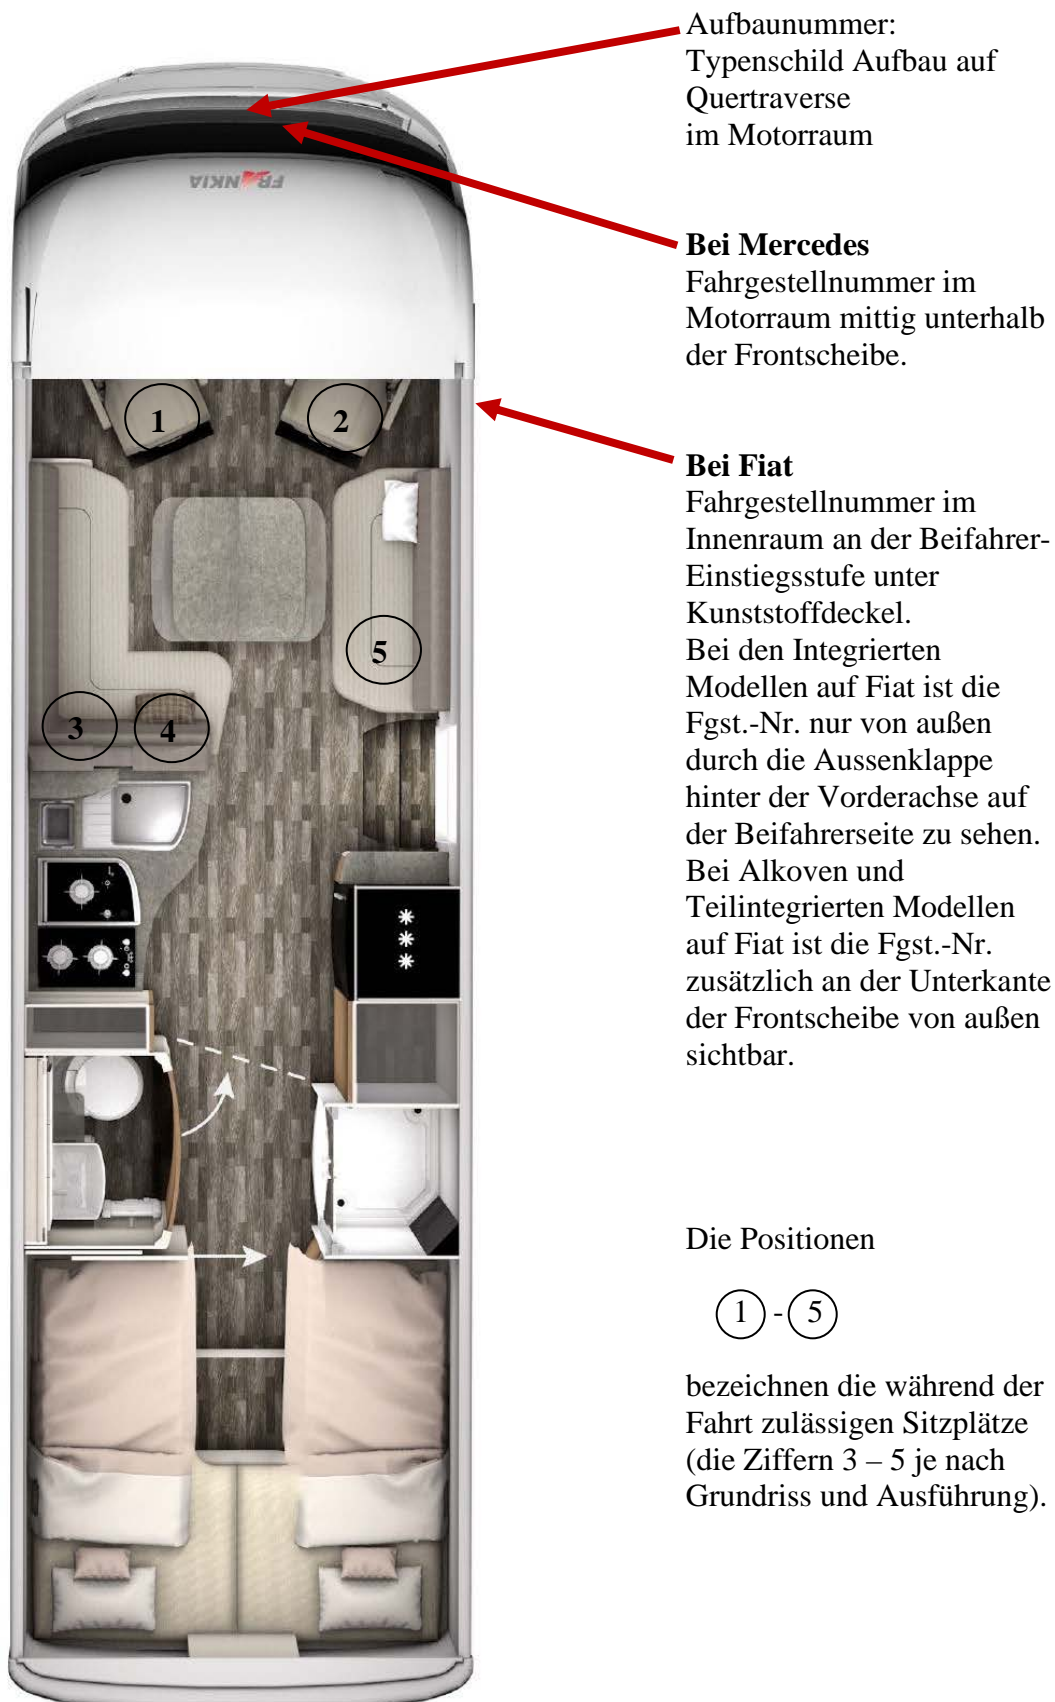 Aufbaunummer:
Typenschild Aufbau auf
Quertraverse
im Motorraum
FRANKIA
Bei Mercedes
Fahrgestellnummer im
Motorraum mittig unterhalb
der Frontscheibe.
1
2
Bei Fiat
Fahrgestellnummer im
Innenraum an der Beifahrer-
Einstiegsstufe unter
Kunststoffdeckel.
Bei den Integrierten
Modellen auf Fiat ist die
Fgst.-Nr. nur von außen
durch die Aussenklappe
hinter der Vorderachse auf
der Beifahrerseite zu sehen.
Bei Alkoven und
Teilintegrierten Modellen
auf Fiat ist die Fgst.-Nr.
zusätzlich an der Unterkante
der Frontscheibe von außen
sichtbar.
5
3
4
Die Positionen
1 - 5
bezeichnen die während der
Fahrt zulässigen Sitzplätze
(die Ziffern 3 – 5 je nach
Grundriss und Ausführung).